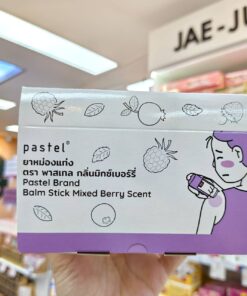 JAE-JU
pastel®
ยาหม่องแท่ง
ตรา พาสเทล กลิ่นมิกซ์เบอร์รี่
Pastel Brand
Balm Stick Mixed Berry Scent